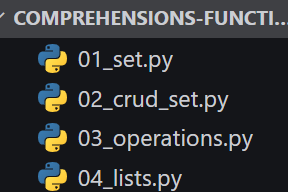 COMPREHENSIONS-FUNCTI...
01_set.py
02_crud_set.py
03_operations.py
04_lists.py